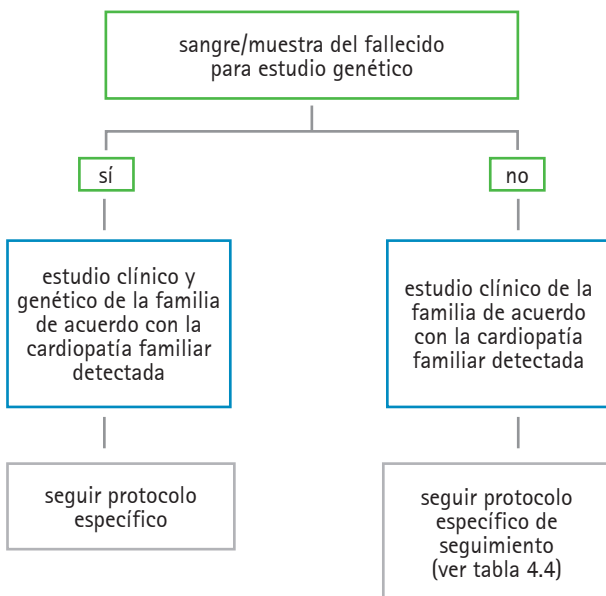 sangre/muestra del fallecido
para estudio genético
sí
no
estudio clínico y
genético de la familia
de acuerdo con la
cardiopatía familiar
detectada
estudio clínico de la
familia de acuerdo
con la cardiopatía
familiar detectada
seguir protocolo
específico
seguir protocolo
específico de
seguimiento
(ver tabla 4.4)